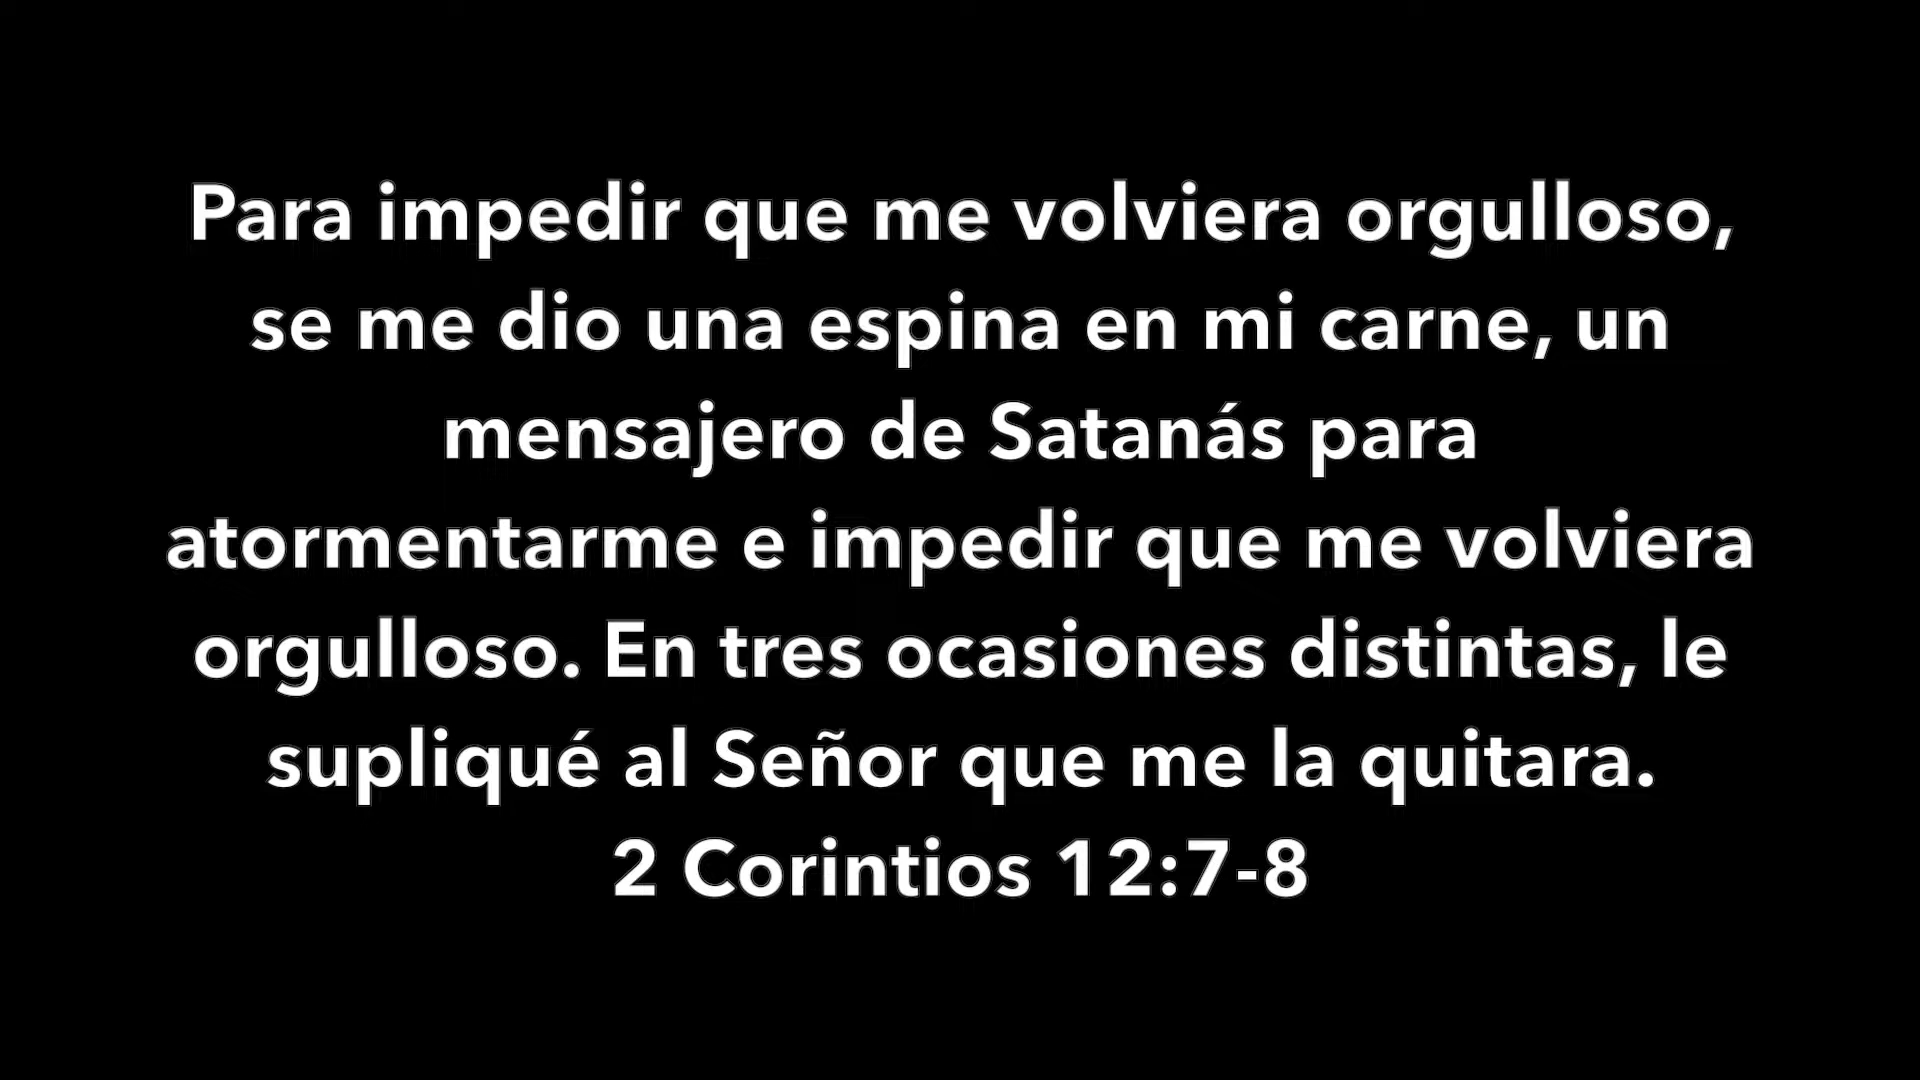 Para impedir que me volviera orgulloso,
se me dio una espina en mi carne, un
mensajero de Satanás para
atormentarme e impedir que me volviera
orgulloso. En tres ocasiones distintas, le
supliqué al Señor que me la quitara.
2 Corintios 12:7-8